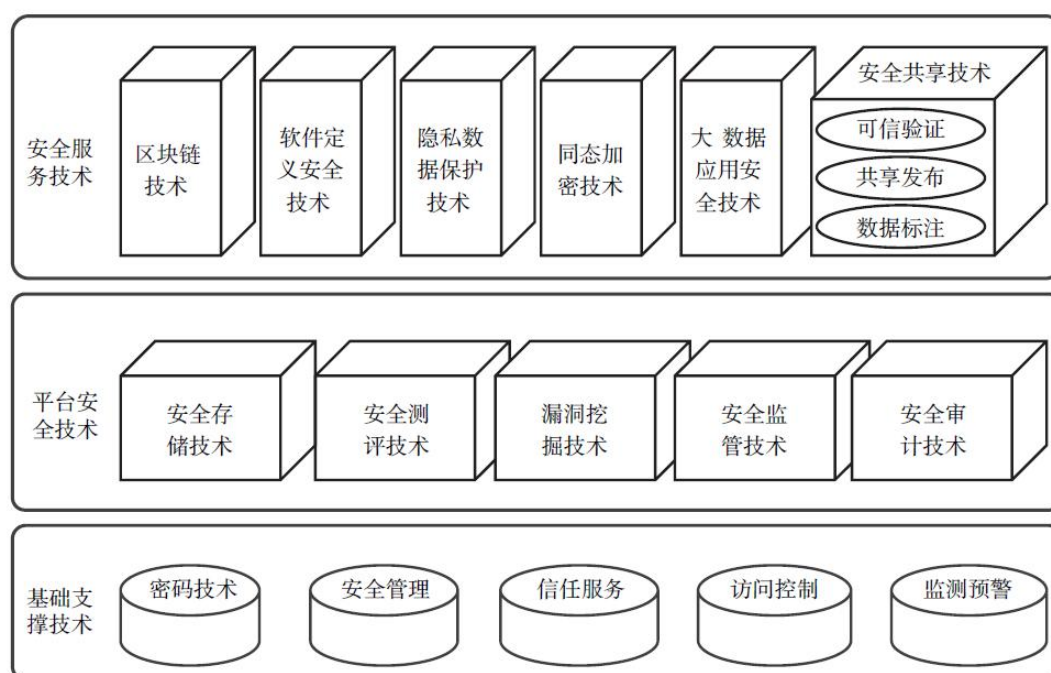 安全服
务技术
区块链
技术
软件定
义安全
技术
隐私数
据保护
技术
同态加
密技术
大 数据
应用安
全技术
安全共享技术
可信验证
共享发布
数据标注
平台安
全技术
安全存
储技术
安全测
评技术
漏洞挖
掘技术
安全监
管技术
安全审
计技术
基础支
撑技术
密码技术
安全管理
信任服务
访问控制
监测预警